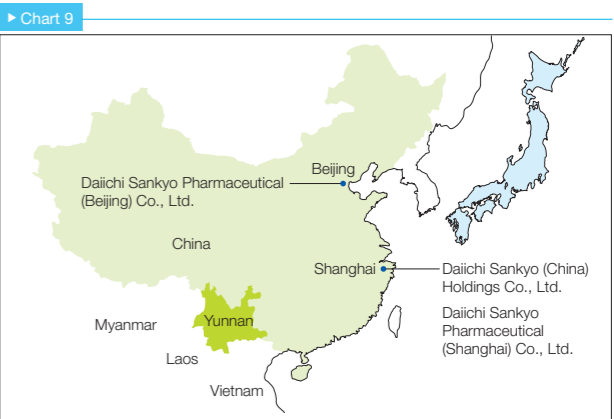 ▶ Chart 9
Beijing
Daiichi Sankyo Pharmaceutical
(Beijing) Co., Ltd.
China
Shanghai
Daiichi Sankyo (China)
Holdings Co., Ltd.
Daiichi Sankyo
Pharmaceutical
(Shanghai) Co., Ltd.
Yunnan
Myanmar
Laos
Vietnam